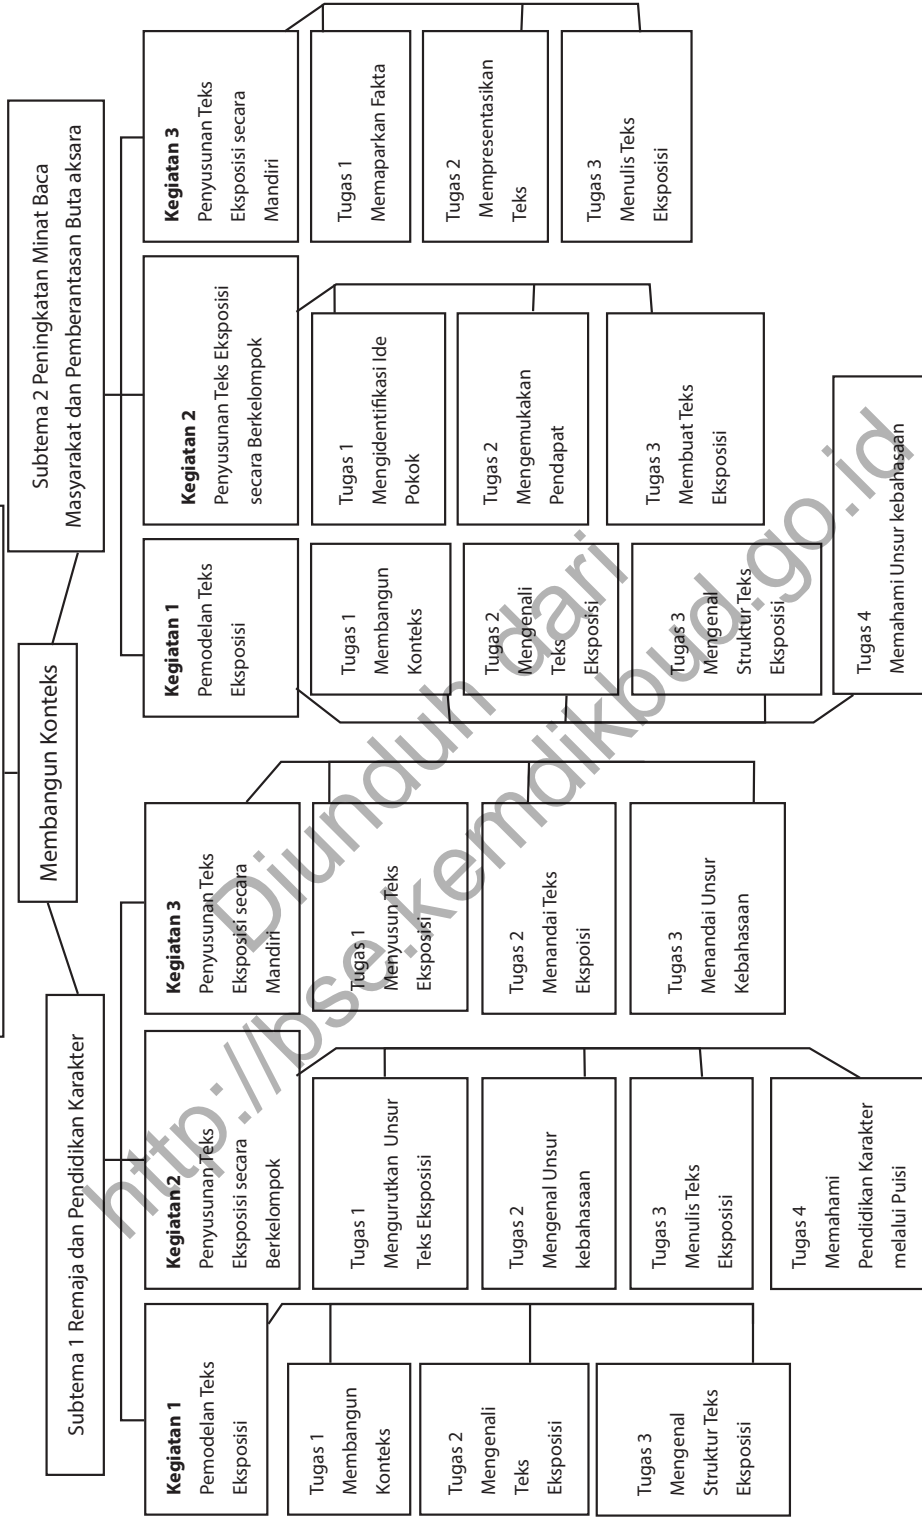 Membangun Konteks
Subtema 1 Remaja dan Pendidikan Karakter
Kegiatan 1
Pemodelan Teks
Eksposisi
Tugas 1
Membangun
Konteks
Tugas 2
Mengenali
Teks
Eksposisi
Tugas 3
Mengenal
Struktur Teks
Eksposisi
Kegiatan 2
Penyusunan Teks
Eksposisi secara
Berkelompok
Tugas 1
Mengurutkan Unsur
Teks Eksposisi
Tugas 2
Mengenal Unsur
kebahasaan
Tugas 3
Menulis Teks
Eksposisi
Tugas 4
Memahami
Pendidikan Karakter
melalui Puisi
Kegiatan 3
Penyusunan Teks
Eksposisi secara
Mandiri
Tugas 1
Menyusun Teks
Eksposisi
Tugas 2
Menandai Teks
Ekspoisi
Tugas 3
Menandai Unsur
Kebahasaan
Subtema 2 Peningkatan Minat Baca
Masyarakat dan Pemberantasan Buta aksara
Kegiatan 1
Pemodelan Teks
Eksposisi
Tugas 1
Membangun
Konteks
Tugas 2
Mengenali
Teks
Eksposisi
Tugas 3
Mengenal
Struktur Teks
Eksposisi
Tugas 4
Memahami Unsur kebahasaan
Kegiatan 2
Penyusunan Teks Eksposisi
secara Berkelompok
Tugas 1
Mengidentifikasi Ide
Pokok
Tugas 2
Mengemukakan
Pendapat
Tugas 3
Membuat Teks
Eksposisi
Kegiatan 3
Penyusunan Teks
Eksposisi secara
Mandiri
Tugas 1
Memaparkan Fakta
Tugas 2
Mempresentasikan
Teks
Tugas 3
Menulis Teks
Eksposisi
Diunduh dari
http://bse.kemdikbud.go.id